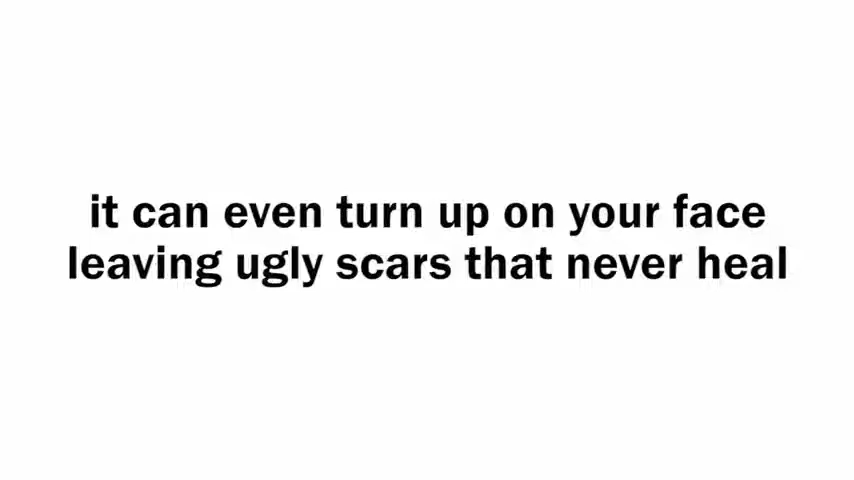 it can even turn up on your face
leaving ugly scars that never heal